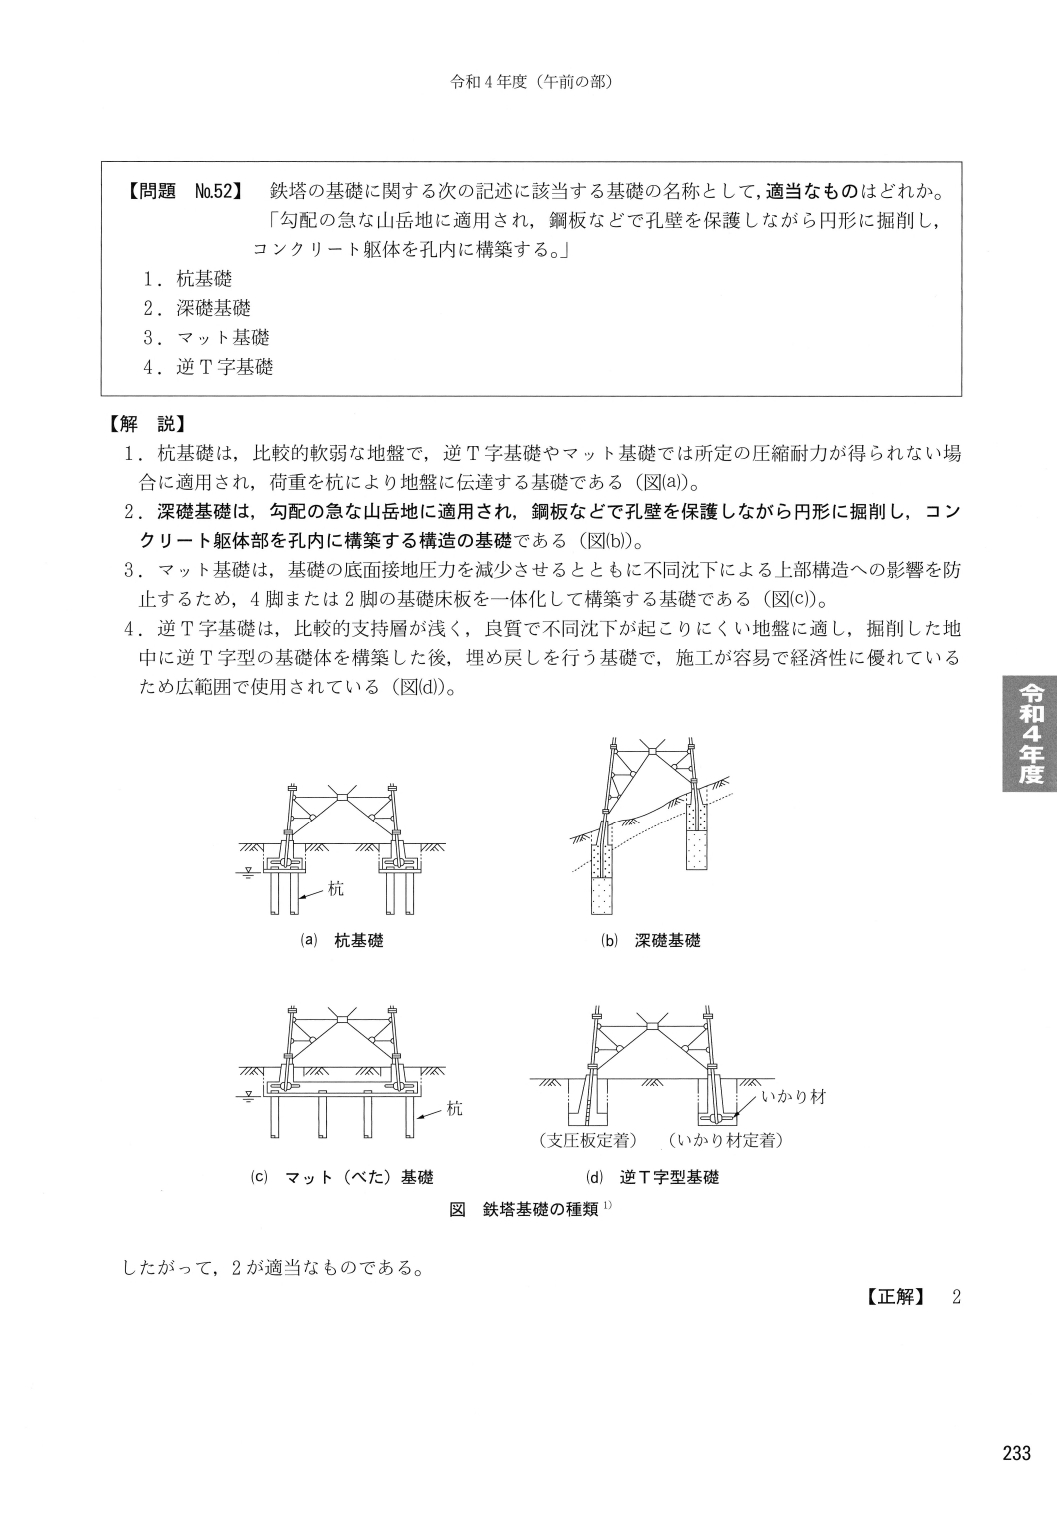 令和4年度（午前の部）
【問題　No.52】　鉄塔の基礎に関する次の記述に該当する基礎の名称として，適当なものはどれか。
「勾配の急な山岳地に適用され，鋼板などで孔壁を保護しながら円形に掘削し，
コンクリート躯体を孔内に構築する。」
1．杭基礎
2．深礎基礎
3．マット基礎
4．逆T字基礎
【解　説】
1．杭基礎は，比較的軟弱な地盤で，逆T字基礎やマット基礎では所定の圧縮耐力が得られない場
合に適用され，荷重を杭により地盤に伝達する基礎である（図(a)）。
2．深礎基礎は，勾配の急な山岳地に適用され，鋼板などで孔壁を保護しながら円形に掘削し，コン
クリート躯体部を孔内に構築する構造の基礎である（図(b)）。
3．マット基礎は，基礎の底面接地圧力を減少させるとともに不同沈下による上部構造への影響を防
止するため，4脚または2脚の基礎床板を一体化して構築する基礎である（図(c)）。
4．逆T字基礎は，比較的支持層が浅く，良質で不同沈下が起こりにくい地盤に適し，掘削した地
中に逆T字型の基礎体を構築した後，埋め戻しを行う基礎で，施工が容易で経済性に優れている
ため広範囲で使用されている（図(d)）。
令和4年度
杭
(a)　杭基礎
(b)　深礎基礎
杭
いかり材
（支圧板定着）
（いかり材定着）
(c)　マット（べた）基礎
(d)　逆T字型基礎
図　鉄塔基礎の種類1)
したがって，2が適当なものである。
【正解】　2
233